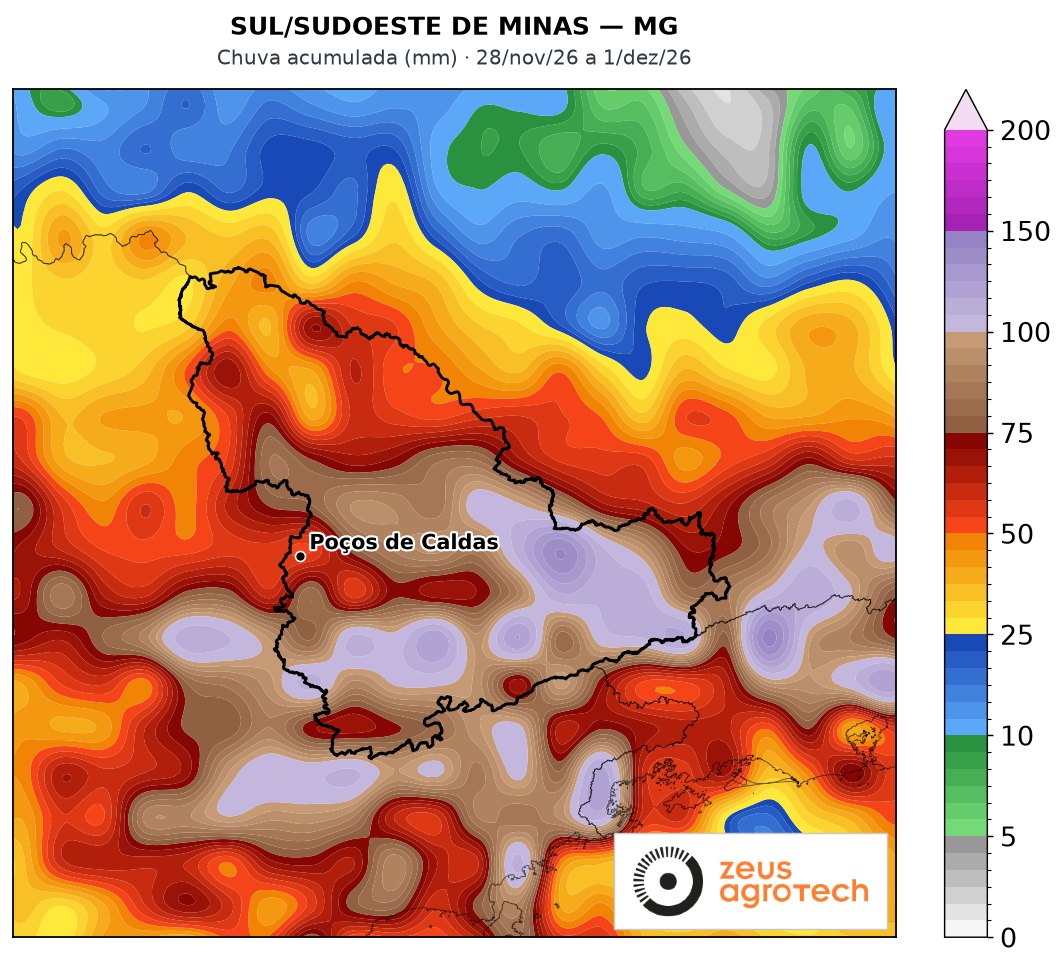 SUL/SUDOESTE DE MINAS — MG
Chuva acumulada (mm) · 28/nov/26 a 1/dez/26
200
150
100
75
50
25
10
5
0
Poços de Caldas
zeus
agrotech